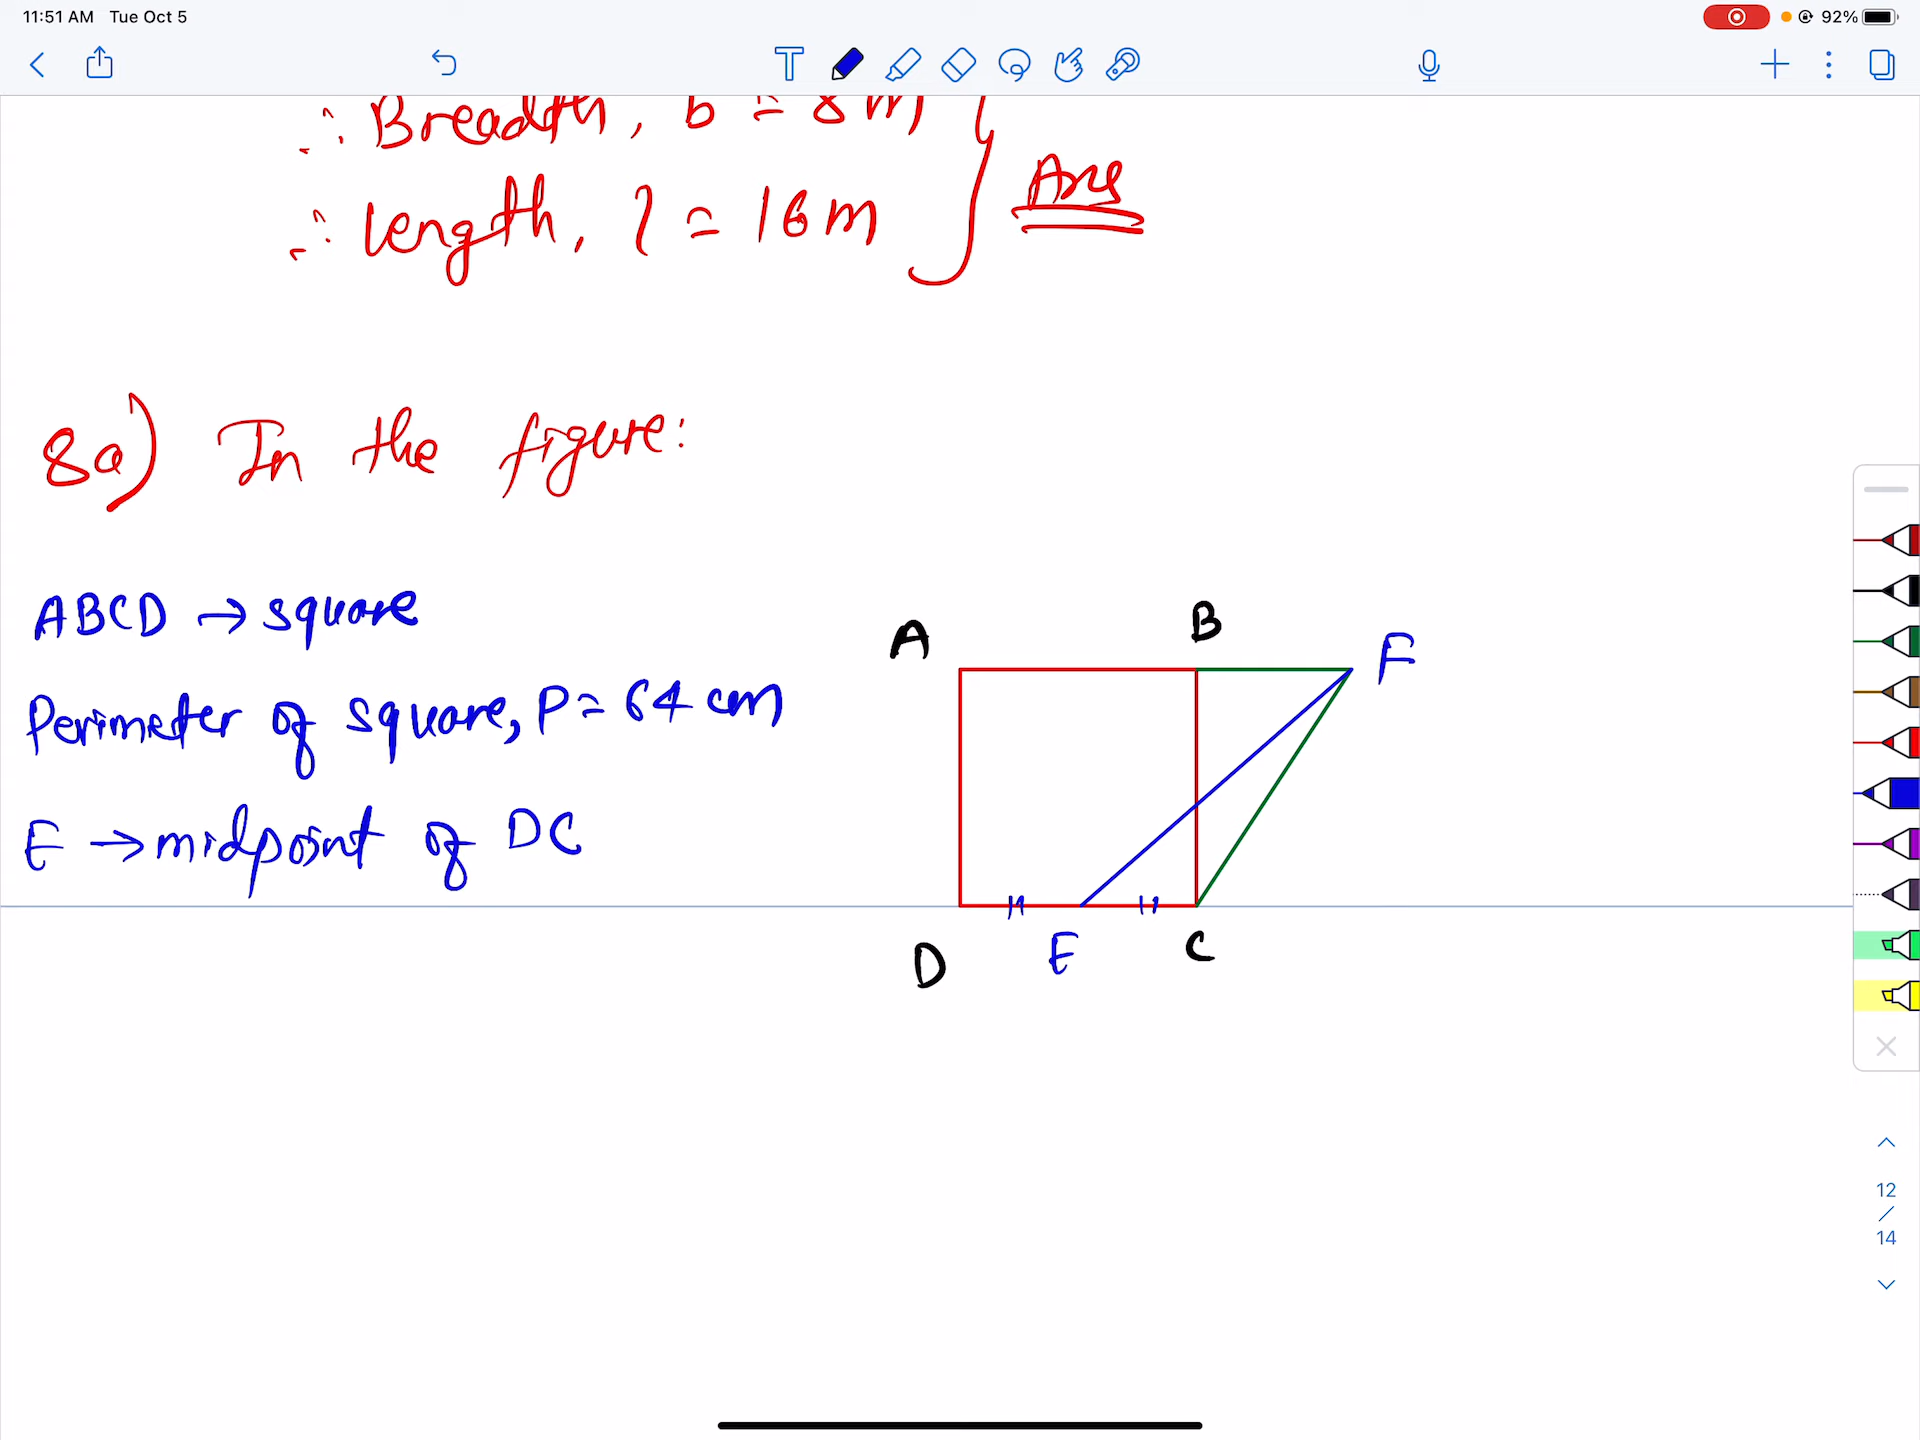 11:51 AM Tue Oct 5
92%
∴ Breadth, b = 8 m
∴ length, l = 16 m
Ans
8a) In the figure:
ABCD → square
Perimeter of square, P = 64 cm
E → midpoint of DC
A B F
D E C
12
/
14